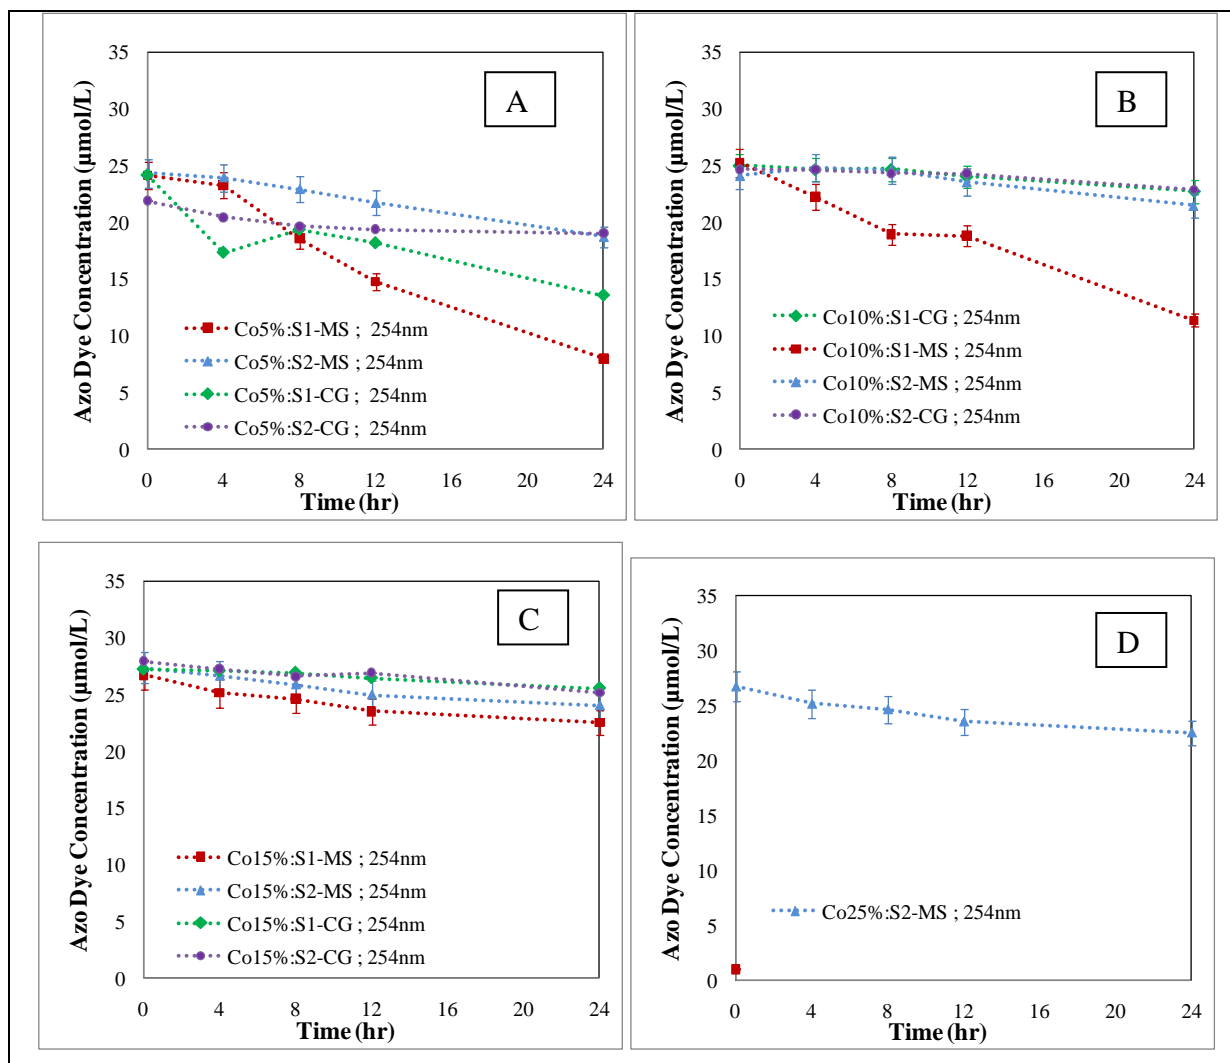 A
Azo Dye Concentration (µmol/L)
35
30
25
20
15
10
5
0
Co5%:S1-MS ; 254nm
Co5%:S2-MS ; 254nm
Co5%:S1-CG ; 254nm
Co5%:S2-CG ; 254nm
0 4 8 12 16 20 24
Time (hr)
B
Azo Dye Concentration (µmol/L)
35
30
25
20
15
10
5
0
Co10%:S1-CG ; 254nm
Co10%:S1-MS ; 254nm
Co10%:S2-MS ; 254nm
Co10%:S2-CG ; 254nm
0 4 8 12 16 20 24
Time (hr)
C
Azo Dye Concentration (µmol/L)
35
30
25
20
15
10
5
0
Co15%:S1-MS ; 254nm
Co15%:S2-MS ; 254nm
Co15%:S1-CG ; 254nm
Co15%:S2-CG ; 254nm
0 4 8 12 16 20 24
Time (hr)
D
Azo Dye Concentration (µmol/L)
35
30
25
20
15
10
5
0
Co25%:S2-MS ; 254nm
0 4 8 12 16 20 24
Time (hr)